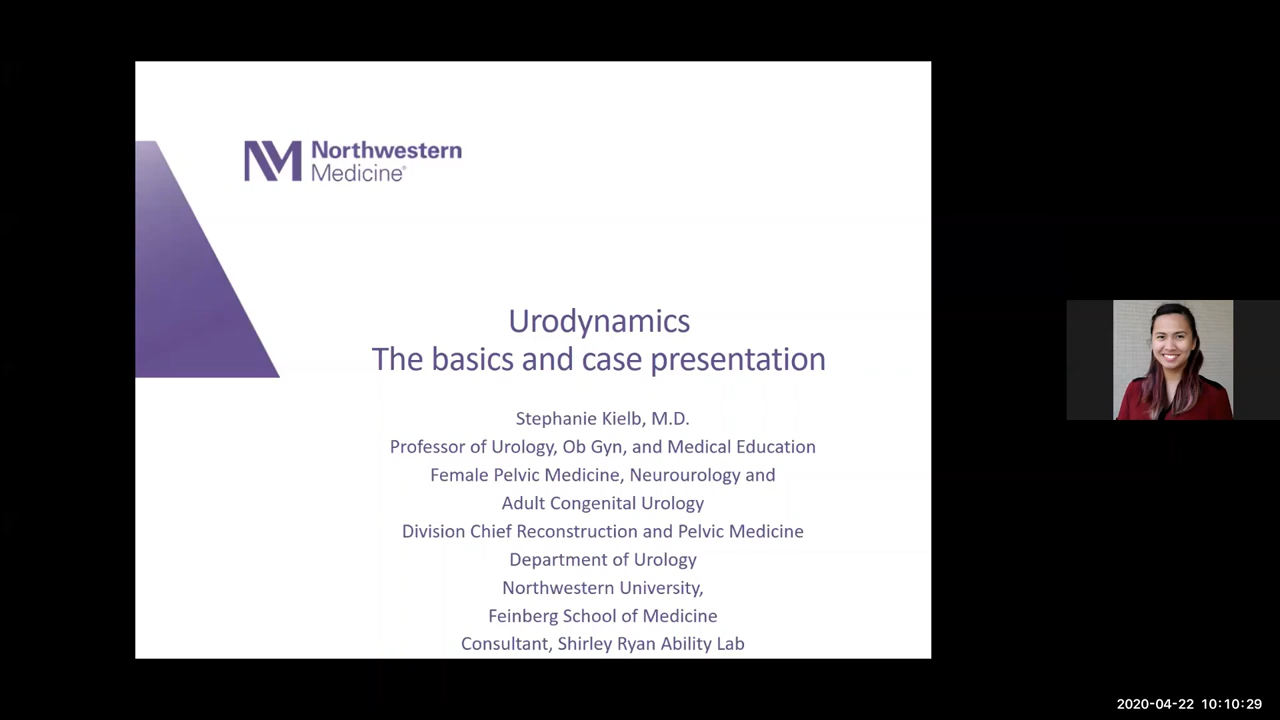 Northwestern
Medicine®
Urodynamics
The basics and case presentation
Stephanie Kielb, M.D.
Professor of Urology, Ob Gyn, and Medical Education
Female Pelvic Medicine, Neurourology and
Adult Congenital Urology
Division Chief Reconstruction and Pelvic Medicine
Department of Urology
Northwestern University,
Feinberg School of Medicine
Consultant, Shirley Ryan Ability Lab
2020-04-22 10:10:29